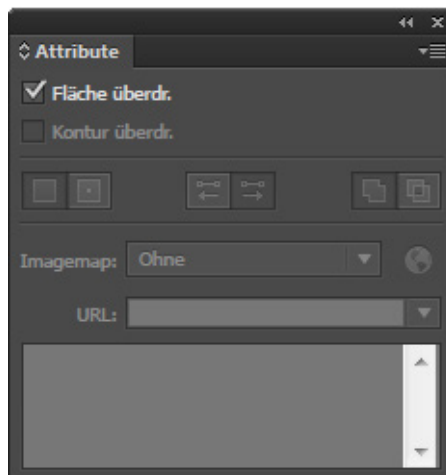 Attribute
Fläche überdr.
Kontur überdr.
Imagemap: Ohne
URL: